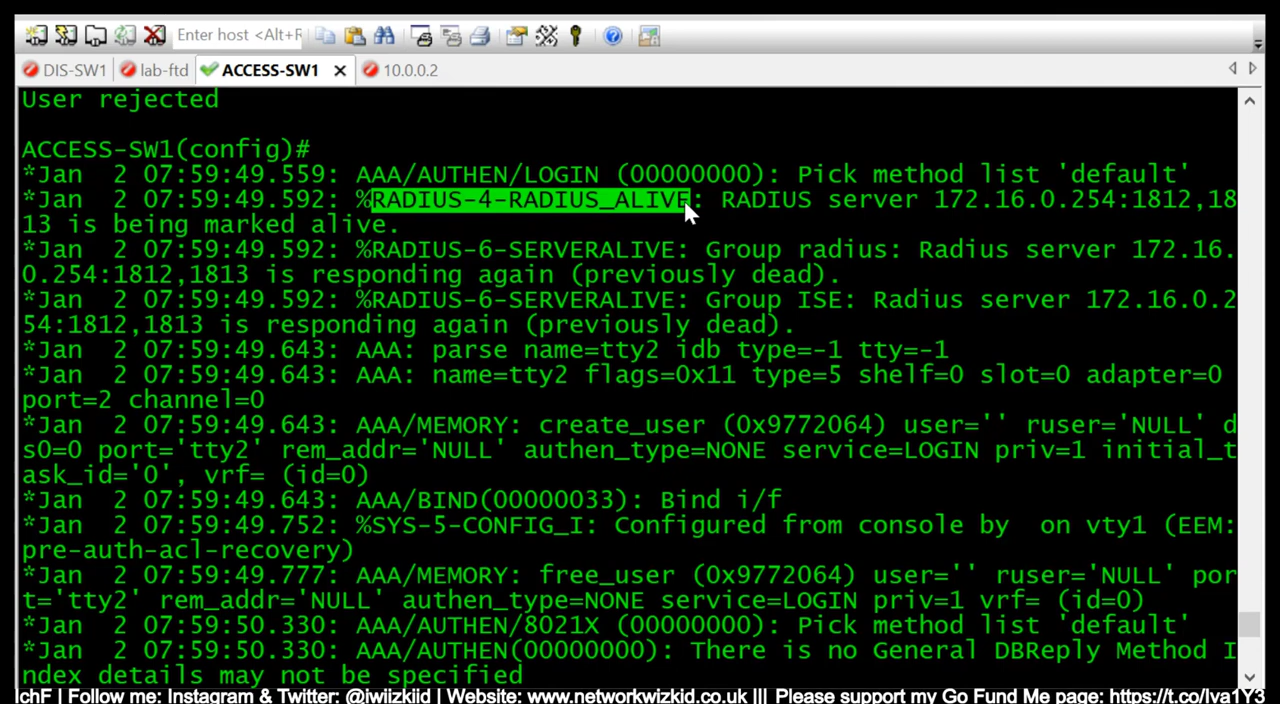 Enter host <Alt+R
DIS-SW1 lab-ftd ACCESS-SW1 10.0.0.2
User rejected
ACCESS-SW1(config)#
*Jan  2 07:59:49.559: AAA/AUTHEN/LOGIN (00000000): Pick method list 'default'
*Jan  2 07:59:49.592: %RADIUS-4-RADIUS_ALIVE: RADIUS server 172.16.0.254:1812,18
13 is being marked alive.
*Jan  2 07:59:49.592: %RADIUS-6-SERVERALIVE: Group radius: Radius server 172.16.
0.254:1812,1813 is responding again (previously dead).
*Jan  2 07:59:49.592: %RADIUS-6-SERVERALIVE: Group ISE: Radius server 172.16.0.2
54:1812,1813 is responding again (previously dead).
*Jan  2 07:59:49.643: AAA: parse name=tty2 idb type=-1 tty=-1
*Jan  2 07:59:49.643: AAA: name=tty2 flags=0x11 type=5 shelf=0 slot=0 adapter=0
port=2 channel=0
*Jan  2 07:59:49.643: AAA/MEMORY: create_user (0x9772064) user='' ruser='NULL' d
s0=0 port='tty2' rem_addr='NULL' authen_type=NONE service=LOGIN priv=1 initial_t
ask_id='0', vrf= (id=0)
*Jan  2 07:59:49.643: AAA/BIND(00000033): Bind i/f
*Jan  2 07:59:49.752: %SYS-5-CONFIG_I: Configured from console by  on vty1 (EEM:
pre-auth-acl-recovery)
*Jan  2 07:59:49.777: AAA/MEMORY: free_user (0x9772064) user='' ruser='NULL' por
t='tty2' rem_addr='NULL' authen_type=NONE service=LOGIN priv=1 vrf= (id=0)
*Jan  2 07:59:50.330: AAA/AUTHEN/8021X (00000000): Pick method list 'default'
*Jan  2 07:59:50.330: AAA/AUTHEN(00000000): There is no General DBReply Method I
ndex details may not be specified
lchF | Follow me: Instagram & Twitter: @iwiizkiid | Website: www.networkwizkid.co.uk ||| Please support my Go Fund Me page: https://t.co/Iva1Y3